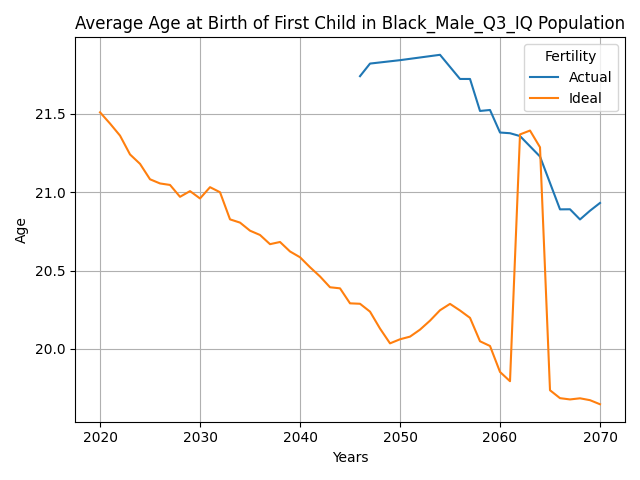 Average Age at Birth of First Child in Black_Male_Q3_IQ Population
Fertility
Actual
Ideal
21.5
21.0
20.5
20.0
Age
2020 2030 2040 2050 2060 2070
Years